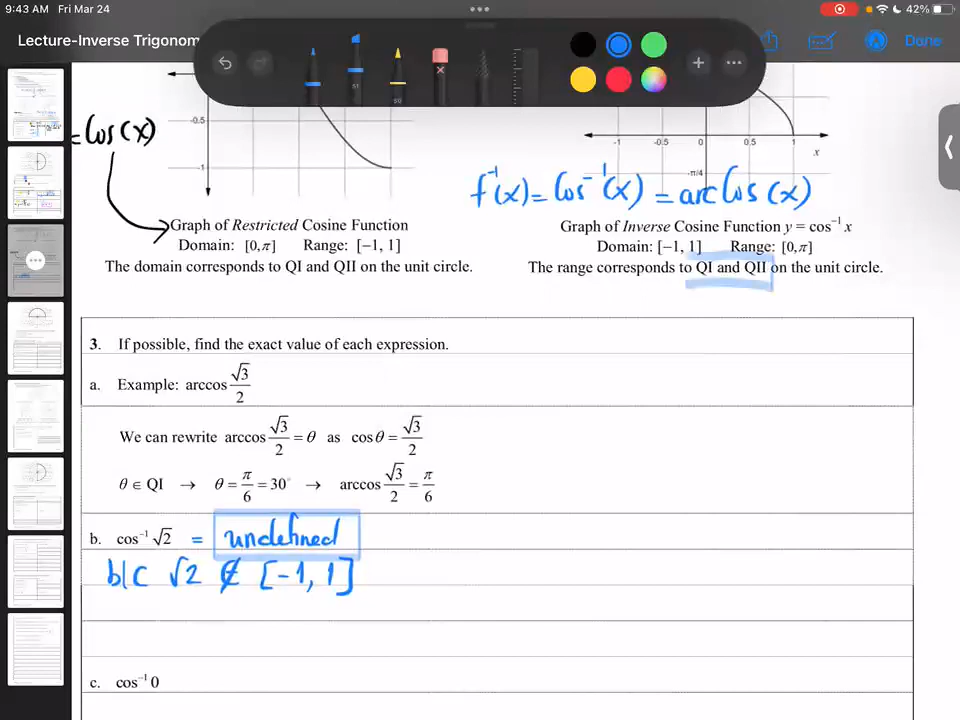 9:43 AM Fri Mar 24
42%
Lecture-Inverse Trigonom
Done
-0.5
-1
= Cos(x)
-1 -0.5 0 0.5 1 x
-π/4
f⁻¹(x) = Cos⁻¹(x) = arcCos(x)
Graph of Restricted Cosine Function
Domain: [0,π] Range: [−1, 1]
The domain corresponds to QI and QII on the unit circle.
Graph of Inverse Cosine Function y = cos⁻¹ x
Domain: [−1, 1] Range: [0,π]
The range corresponds to QI and QII on the unit circle.
3. If possible, find the exact value of each expression.
a. Example: arccos √3/2
We can rewrite arccos √3/2 = θ as cosθ = √3/2
θ ∈ QI → θ = π/6 = 30° → arccos √3/2 = π/6
b. cos⁻¹ √2 = undefined
b/c √2 ∉ [-1, 1]
c. cos⁻¹ 0